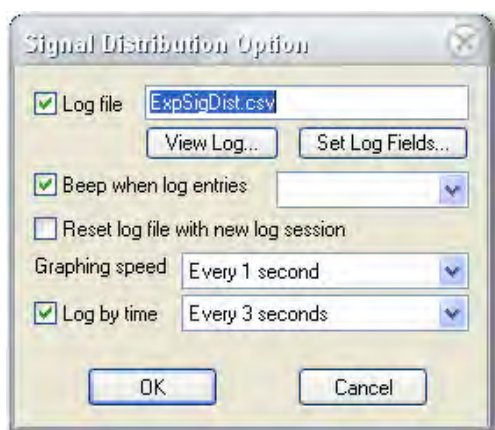 Signal Distribution Option
Log file ExpSigDist.csv
View Log... Set Log Fields...
Beep when log entries
Reset log file with new log session
Graphing speed Every 1 second
Log by time Every 3 seconds
OK Cancel